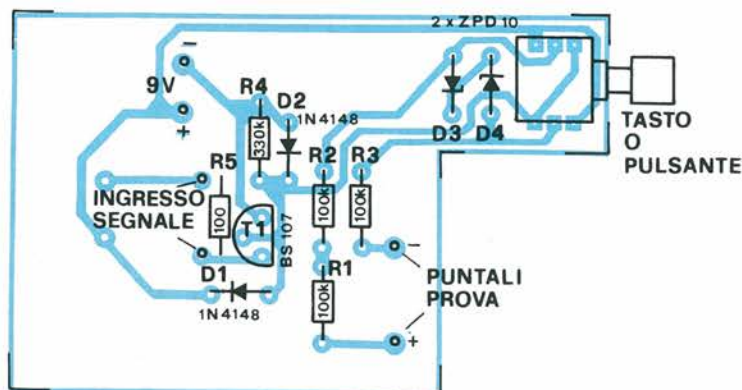 2 x ZPD 10
-
9V
+
R4
330k
D2
1N4148
D3
D4
TASTO
O
PULSANTE
R5
100
R2
100k
R3
100k
INGRESSO
SEGNALE
T1
BS 107
D1
1N4148
R1
100k
-
PUNTALI
PROVA
+